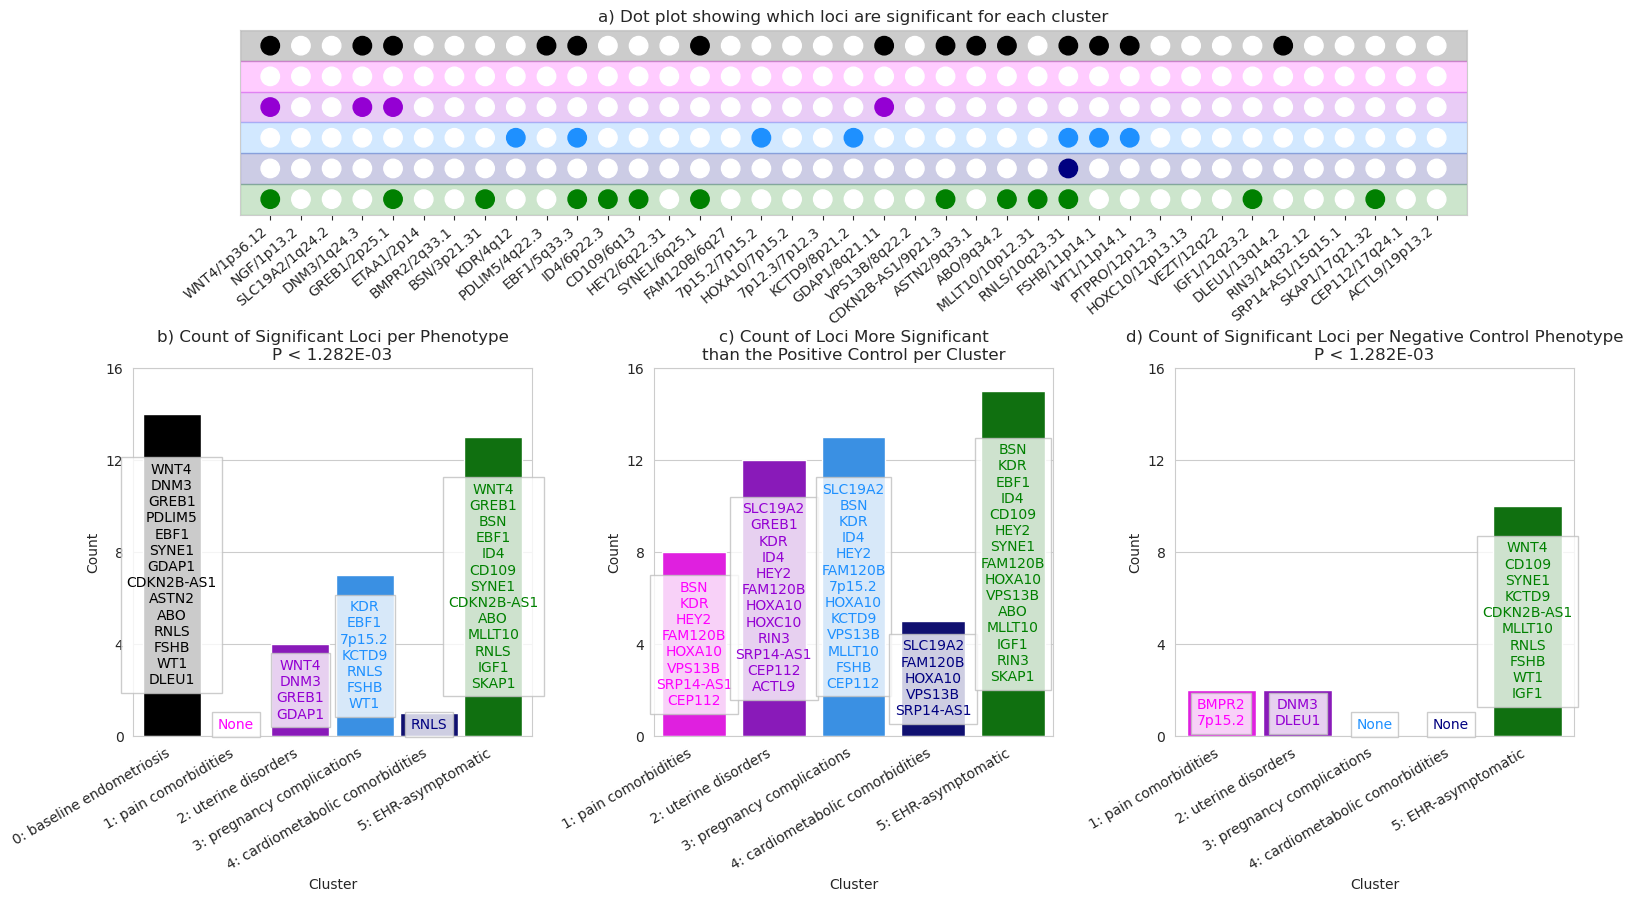 a) Dot plot showing which loci are significant for each cluster
WNT4/1p36.12
NGF/1p13.2
SLC19A2/1q24.2
DNM3/1q24.3
GREB1/2p25.1
ETAA1/2p14
BMPR2/2q33.1
BSN/3p21.31
KDR/4q12
PDLIM5/4q22.3
EBF1/5q33.3
ID4/6p22.3
CD109/6q13
HEY2/6q22.31
SYNE1/6q25.1
FAM120B/6q27
7p15.2/7p15.2
HOXA10/7p15.2
7p12.3/7p12.3
KCTD9/8p21.2
GDAP1/8q21.11
VPS13B/8q22.2
CDKN2B-AS1/9p21.3
ASTN2/9q33.1
ABO/9q34.2
MLLT10/10p12.31
RNLS/10q23.31
FSHB/11p14.1
WT1/11p14.1
PTPRO/12p12.3
HOXC10/12p13.13
VEZT/12q22
IGF1/12q23.2
DLEU1/13q14.2
RIN3/14q32.12
SRP14-AS1/15q15.1
SKAP1/17q21.32
CEP112/17q24.1
ACTL9/19p13.2
b) Count of Significant Loci per Phenotype
P < 1.282E-03
16
12
8
4
0
Count
WNT4
DNM3
GREB1
PDLIM5
EBF1
SYNE1
GDAP1
CDKN2B-AS1
ASTN2
ABO
RNLS
FSHB
WT1
DLEU1
None
WNT4
DNM3
GREB1
GDAP1
KDR
EBF1
7p15.2
KCTD9
RNLS
FSHB
WT1
RNLS
WNT4
GREB1
BSN
EBF1
ID4
CD109
SYNE1
CDKN2B-AS1
ABO
MLLT10
RNLS
IGF1
SKAP1
0: baseline endometriosis
1: pain comorbidities
2: uterine disorders
3: pregnancy complications
4: cardiometabolic comorbidities
5: EHR-asymptomatic
Cluster
c) Count of Loci More Significant
than the Positive Control per Cluster
16
12
8
4
0
Count
BSN
KDR
HEY2
FAM120B
HOXA10
VPS13B
SRP14-AS1
CEP112
SLC19A2
GREB1
KDR
ID4
HEY2
FAM120B
HOXA10
HOXC10
RIN3
SRP14-AS1
CEP112
ACTL9
SLC19A2
BSN
KDR
ID4
HEY2
FAM120B
7p15.2
HOXA10
KCTD9
VPS13B
MLLT10
FSHB
CEP112
SLC19A2
FAM120B
HOXA10
VPS13B
SRP14-AS1
BSN
KDR
EBF1
ID4
CD109
HEY2
SYNE1
FAM120B
HOXA10
VPS13B
ABO
MLLT10
IGF1
RIN3
SKAP1
1: pain comorbidities
2: uterine disorders
3: pregnancy complications
4: cardiometabolic comorbidities
5: EHR-asymptomatic
Cluster
d) Count of Significant Loci per Negative Control Phenotype
P < 1.282E-03
16
12
8
4
0
Count
BMPR2
7p15.2
DNM3
DLEU1
None
None
WNT4
CD109
SYNE1
KCTD9
CDKN2B-AS1
MLLT10
RNLS
FSHB
WT1
IGF1
1: pain comorbidities
2: uterine disorders
3: pregnancy complications
4: cardiometabolic comorbidities
5: EHR-asymptomatic
Cluster